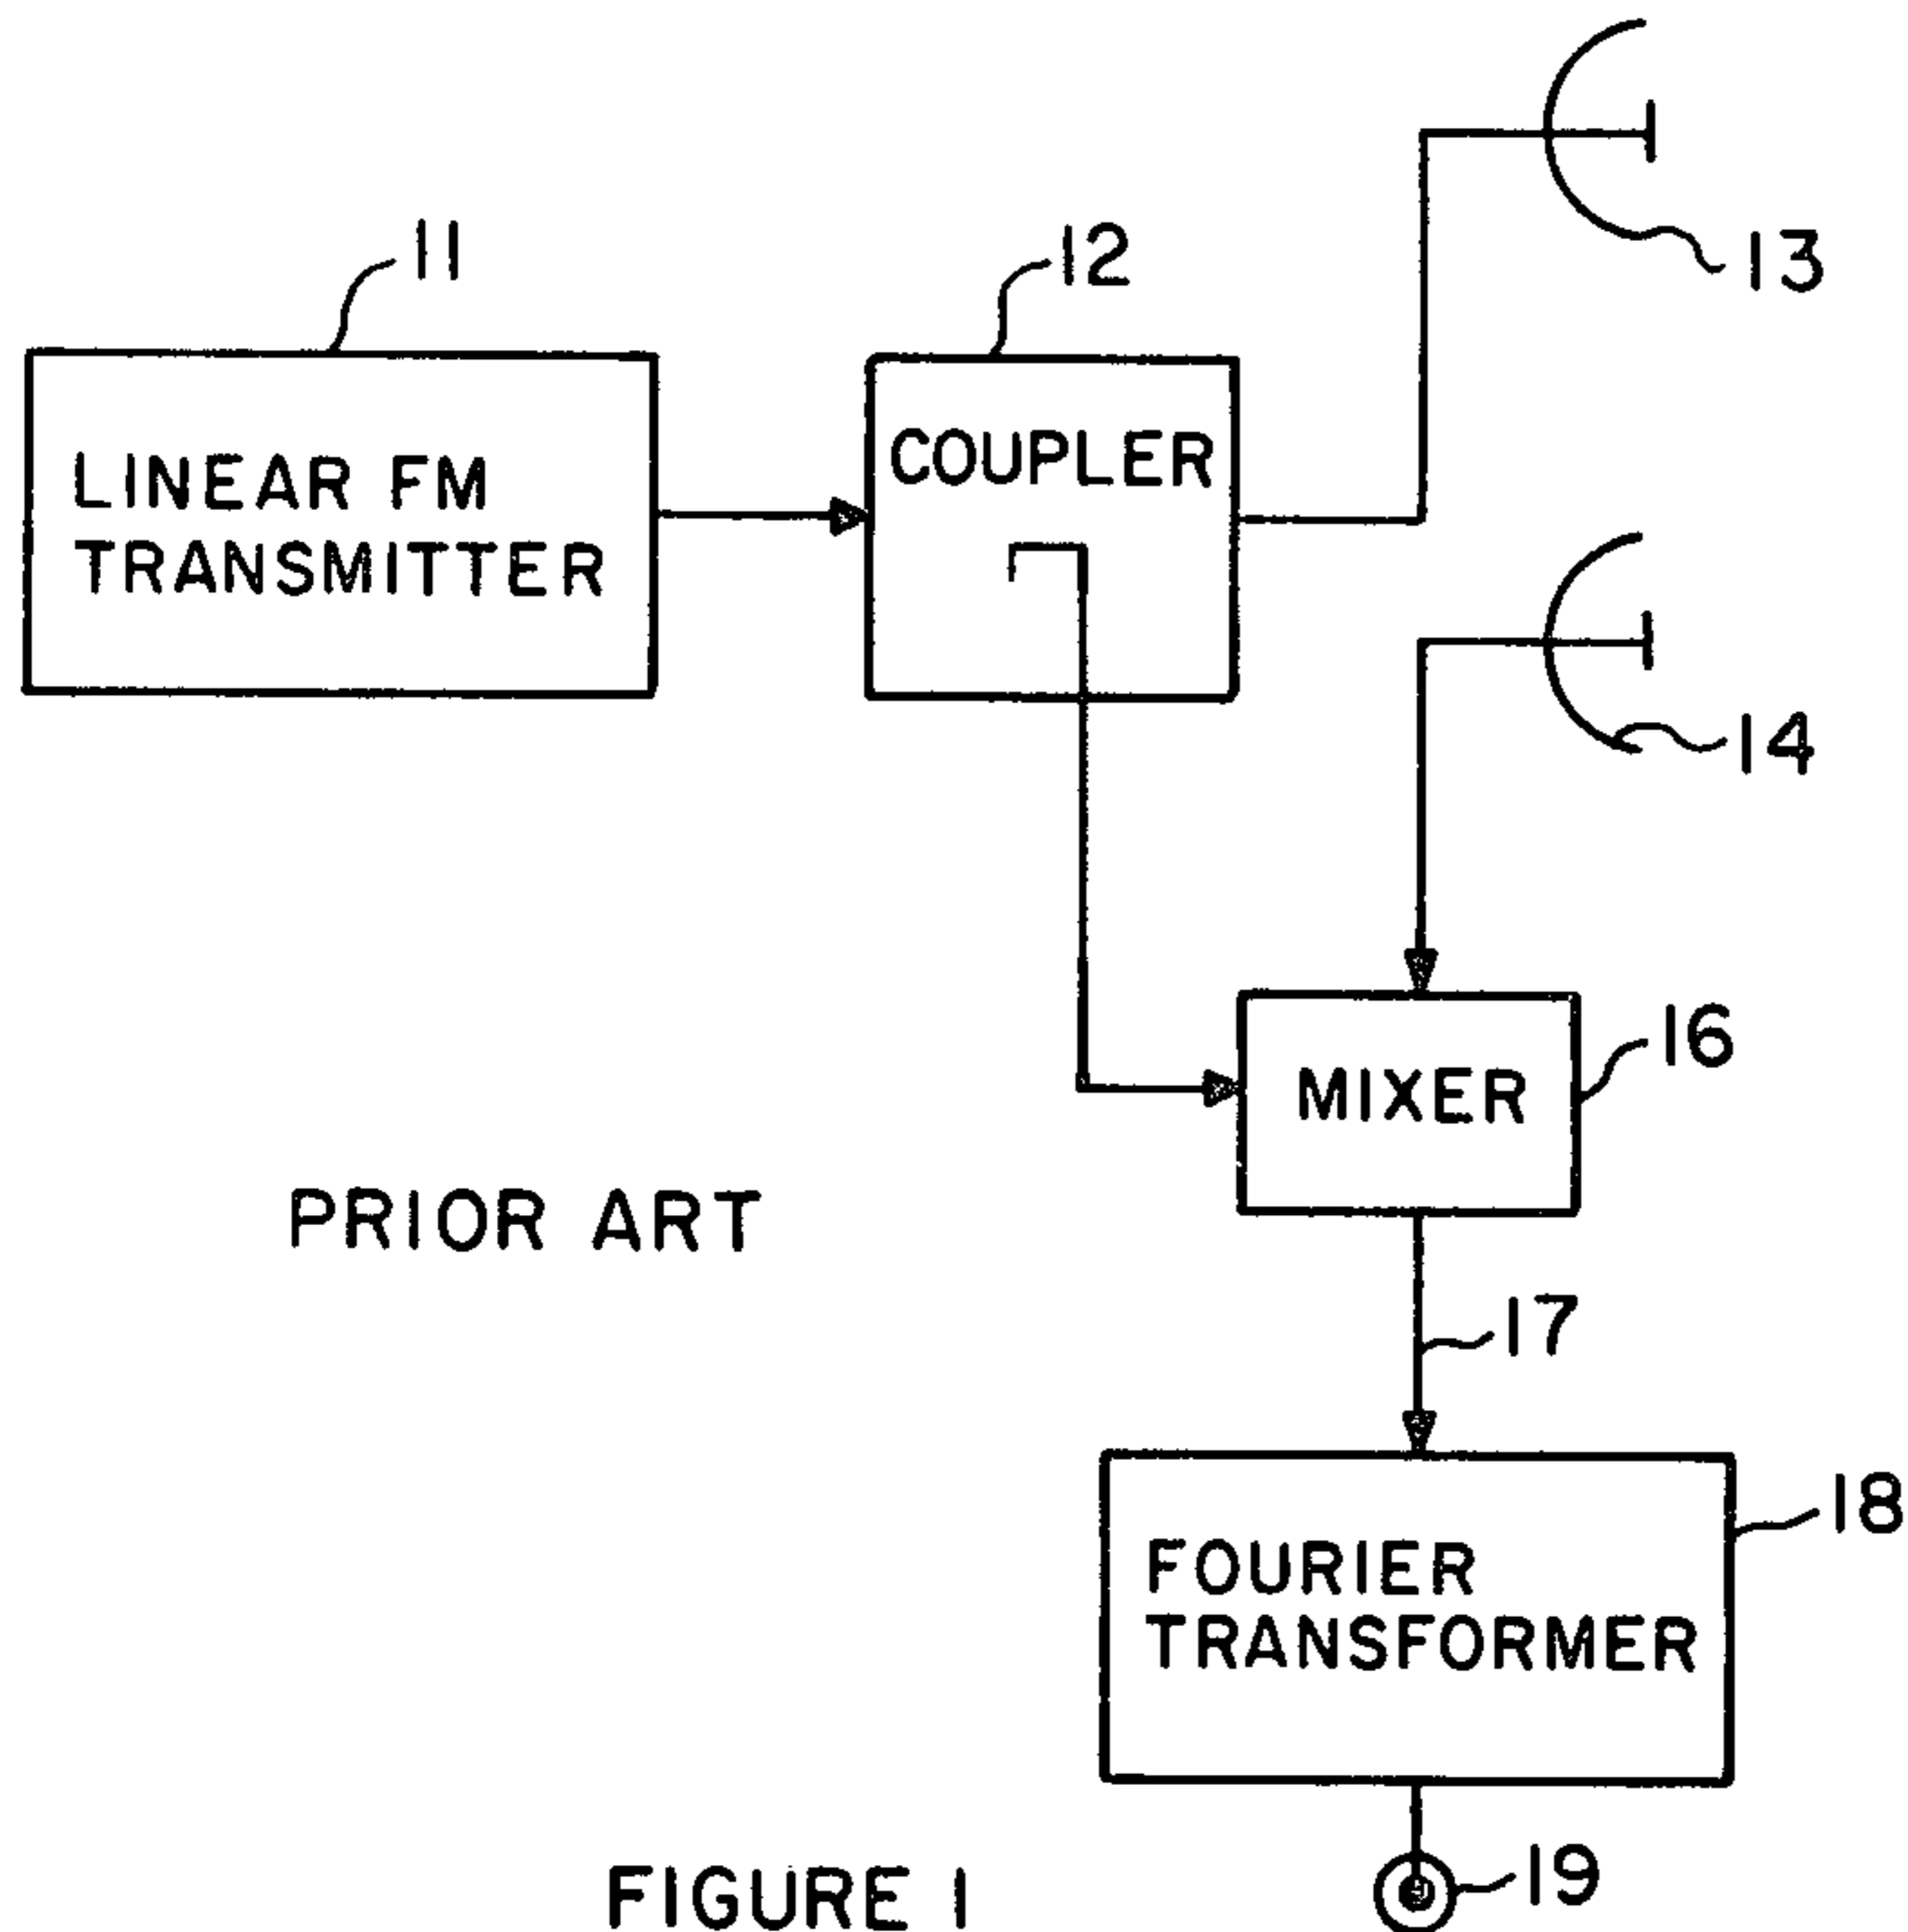 13
11
12
LINEAR FM
TRANSMITTER
COUPLER
14
16
MIXER
PRIOR ART
17
18
FOURIER
TRANSFORMER
19
FIGURE 1